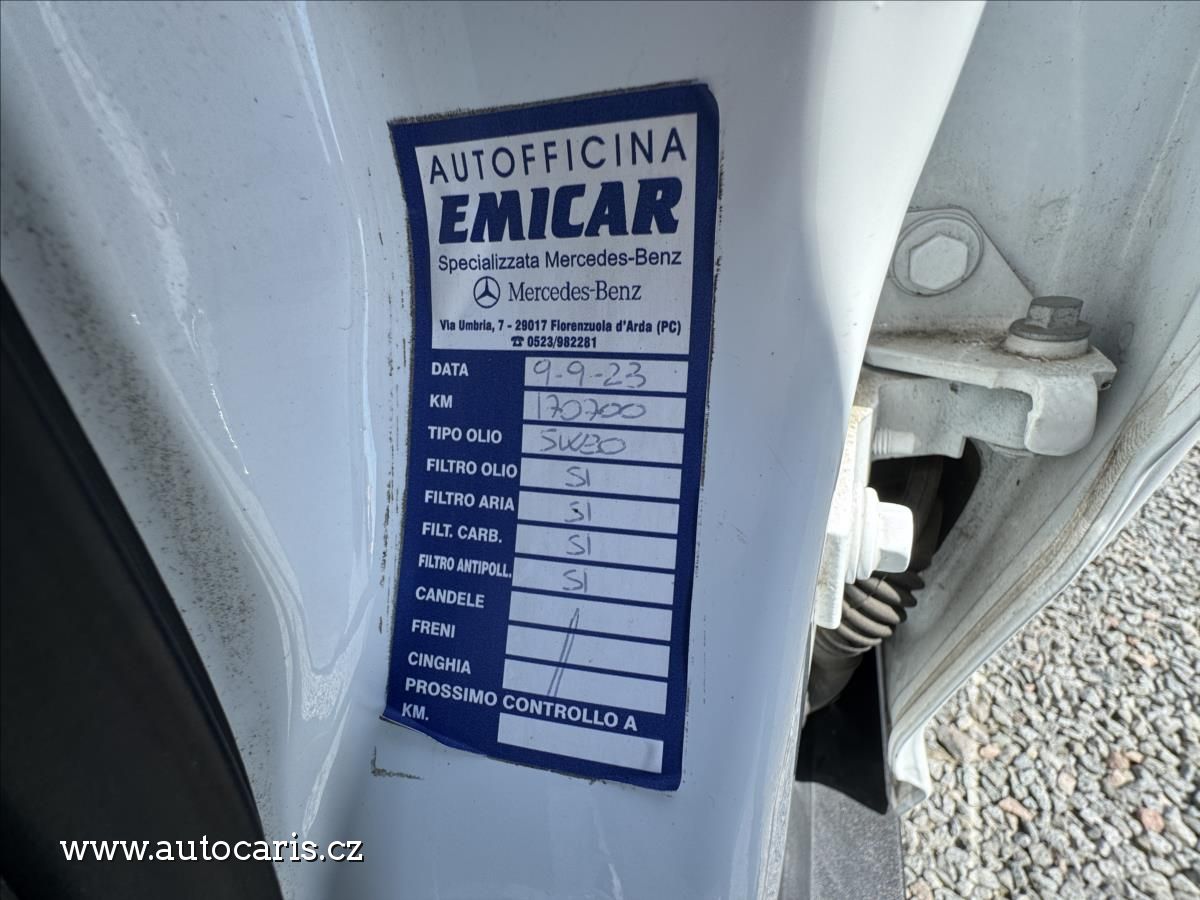 AUTOFFICINA
EMICAR
Specializzata Mercedes-Benz
Mercedes-Benz
Via Umbria, 7 - 29017 Fiorenzuola d'Arda (PC)
☎ 0523/982281
DATA 9-9-23
KM 170700
TIPO OLIO 5W30
FILTRO OLIO SI
FILTRO ARIA SI
FILT. CARB. SI
FILTRO ANTIPOLL. SI
CANDELE
FRENI
CINGHIA
PROSSIMO CONTROLLO A
KM.
www.autocaris.cz